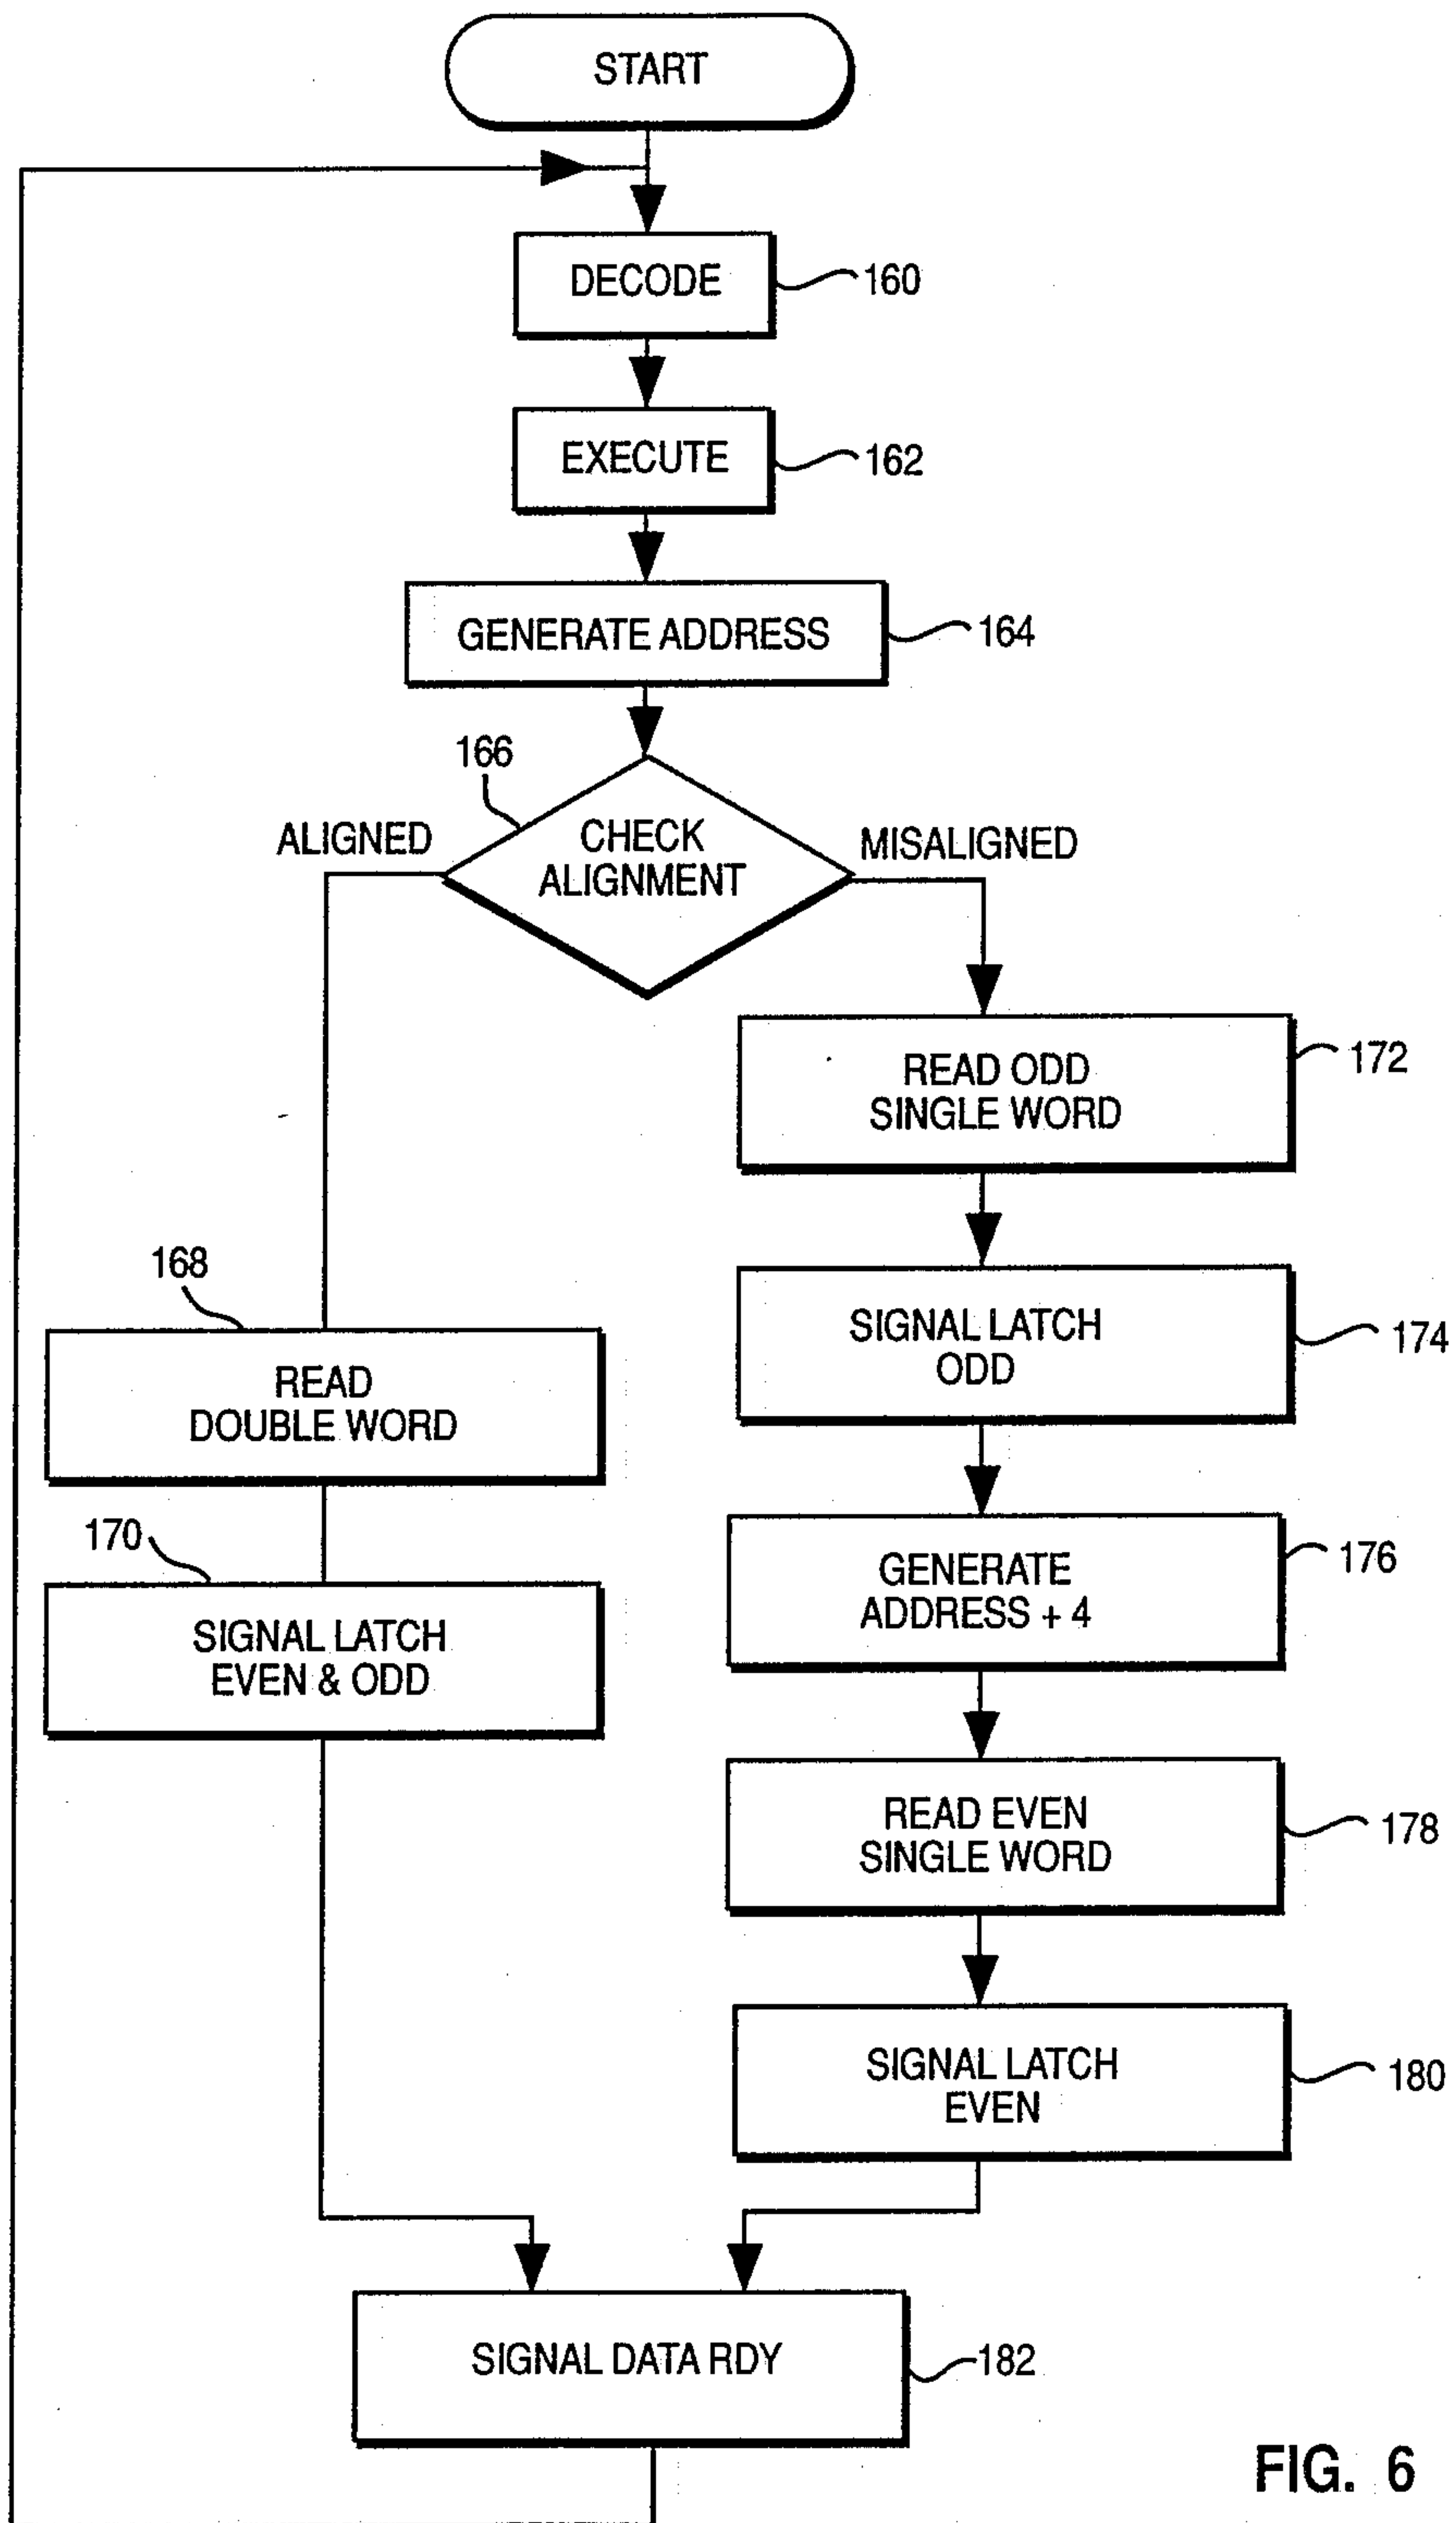 START
DECODE
160
EXECUTE
162
GENERATE ADDRESS
164
166
ALIGNED
CHECK
ALIGNMENT
MISALIGNED
READ ODD
SINGLE WORD
172
168
READ
DOUBLE WORD
SIGNAL LATCH
ODD
174
170
SIGNAL LATCH
EVEN & ODD
GENERATE
ADDRESS + 4
176
READ EVEN
SINGLE WORD
178
SIGNAL LATCH
EVEN
180
SIGNAL DATA RDY
182
FIG. 6